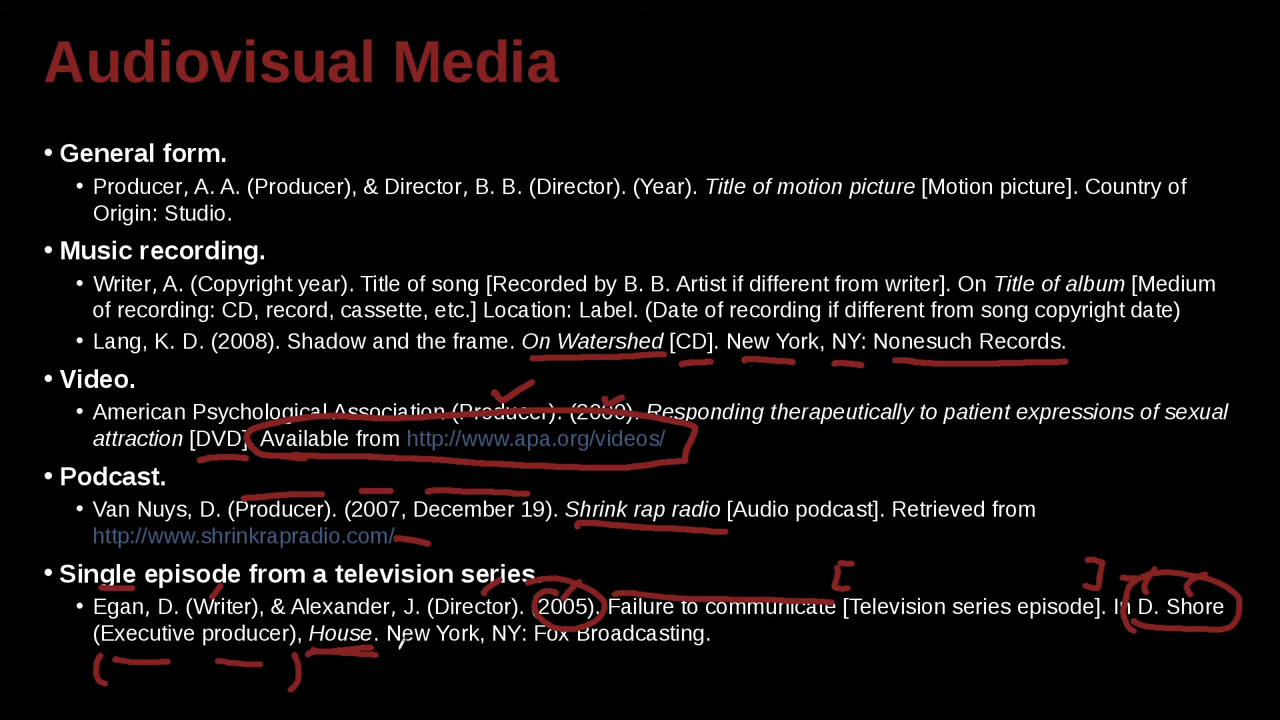 Audiovisual Media
• General form.
• Producer, A. A. (Producer), & Director, B. B. (Director). (Year). Title of motion picture [Motion picture]. Country of
Origin: Studio.
• Music recording.
• Writer, A. (Copyright year). Title of song [Recorded by B. B. Artist if different from writer]. On Title of album [Medium
of recording: CD, record, cassette, etc.] Location: Label. (Date of recording if different from song copyright date)
• Lang, K. D. (2008). Shadow and the frame. On Watershed [CD]. New York, NY: Nonesuch Records.
• Video.
• American Psychological Association (Producer). (2000). Responding therapeutically to patient expressions of sexual
attraction [DVD]. Available from http://www.apa.org/videos/
• Podcast.
• Van Nuys, D. (Producer). (2007, December 19). Shrink rap radio [Audio podcast]. Retrieved from
http://www.shrinkrapradio.com/
• Single episode from a television series.
• Egan, D. (Writer), & Alexander, J. (Director). (2005). Failure to communicate [Television series episode]. In D. Shore
(Executive producer), House. New York, NY: Fox Broadcasting.